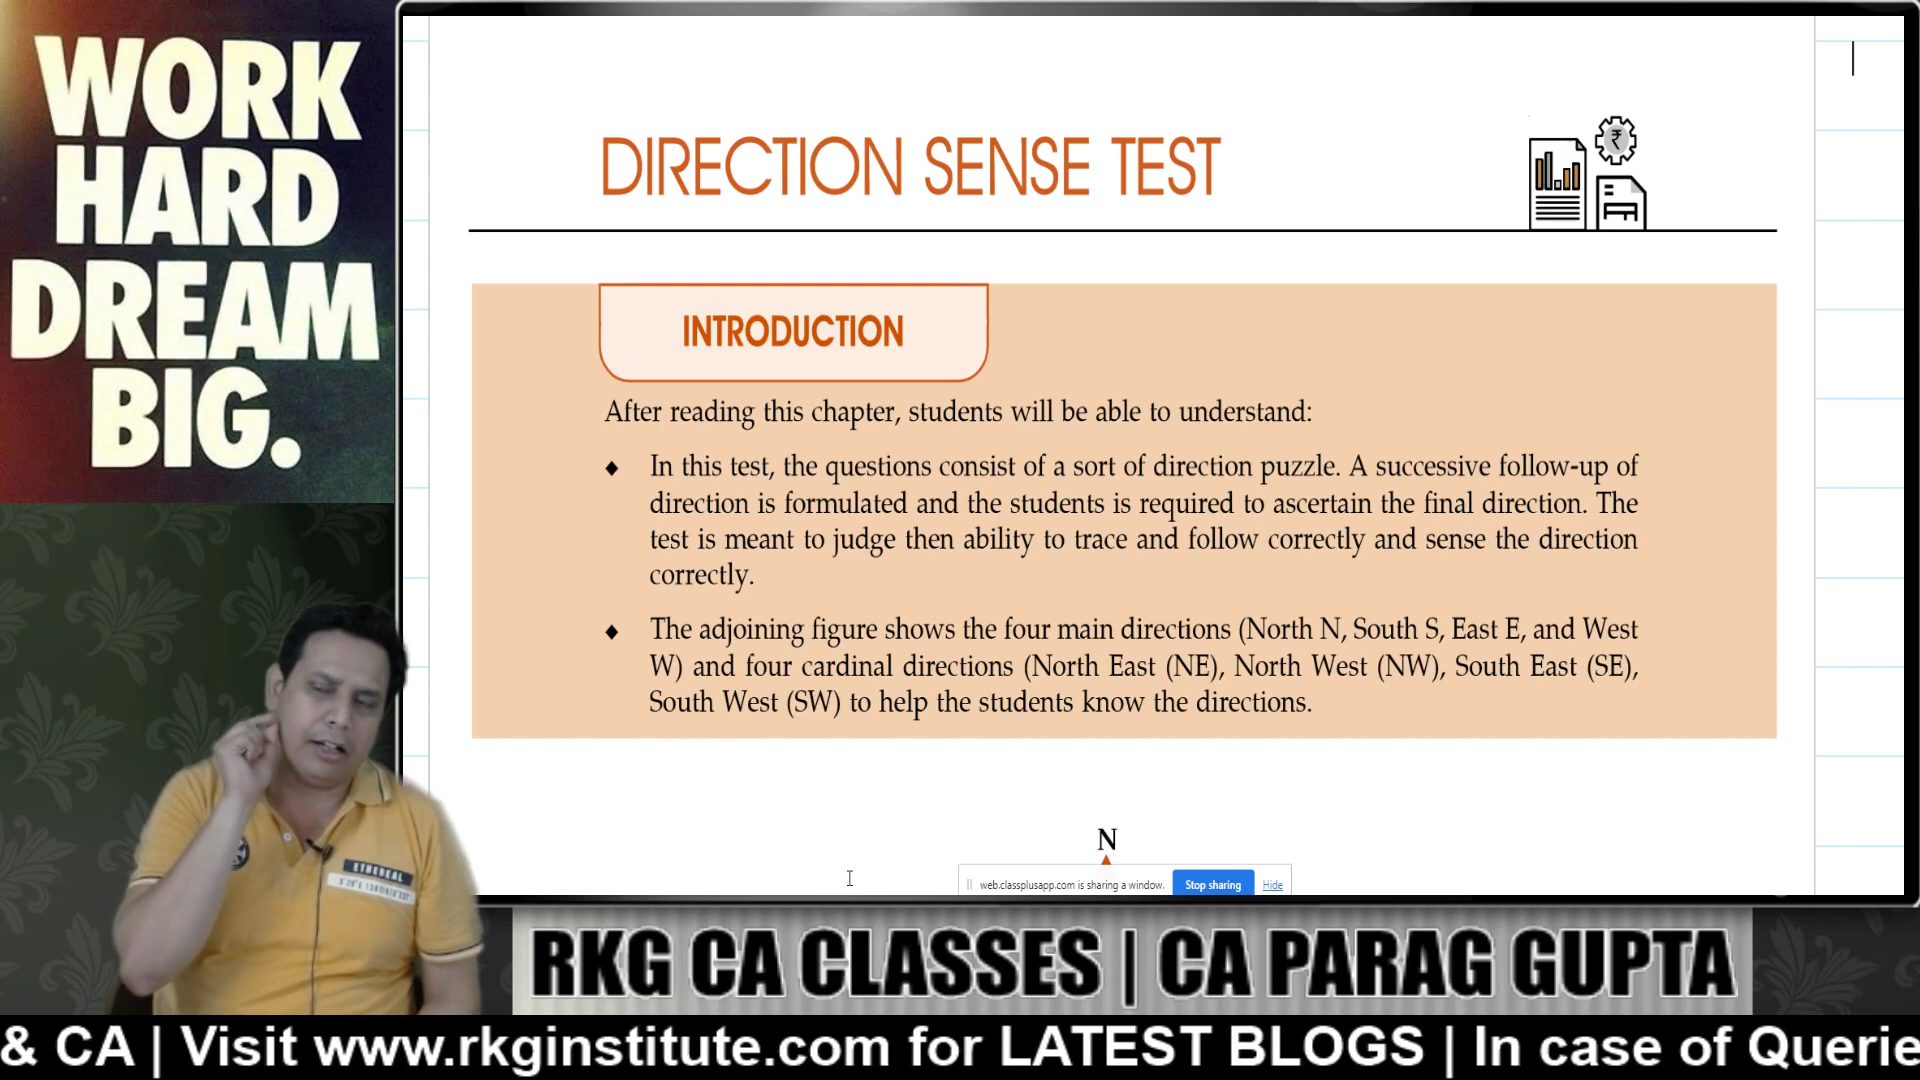 WORK
HARD
DREAM
BIG.
DIRECTION SENSE TEST
₹
INTRODUCTION
After reading this chapter, students will be able to understand:
♦ In this test, the questions consist of a sort of direction puzzle. A successive follow-up of
direction is formulated and the students is required to ascertain the final direction. The
test is meant to judge then ability to trace and follow correctly and sense the direction
correctly.
♦ The adjoining figure shows the four main directions (North N, South S, East E, and West
W) and four cardinal directions (North East (NE), North West (NW), South East (SE),
South West (SW) to help the students know the directions.
N
web.classplusapp.com is sharing a window. Stop sharing Hide
ETHEREAL
RKG CA CLASSES | CA PARAG GUPTA
& CA | Visit www.rkginstitute.com for LATEST BLOGS | In case of Querie